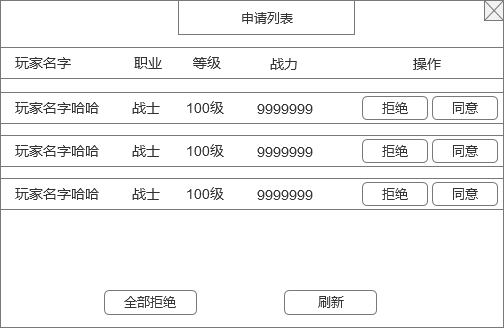 申请列表
玩家名字 职业 等级 战力 操作
玩家名字哈哈 战士 100级 9999999 拒绝 同意
玩家名字哈哈 战士 100级 9999999 拒绝 同意
玩家名字哈哈 战士 100级 9999999 拒绝 同意
全部拒绝 刷新